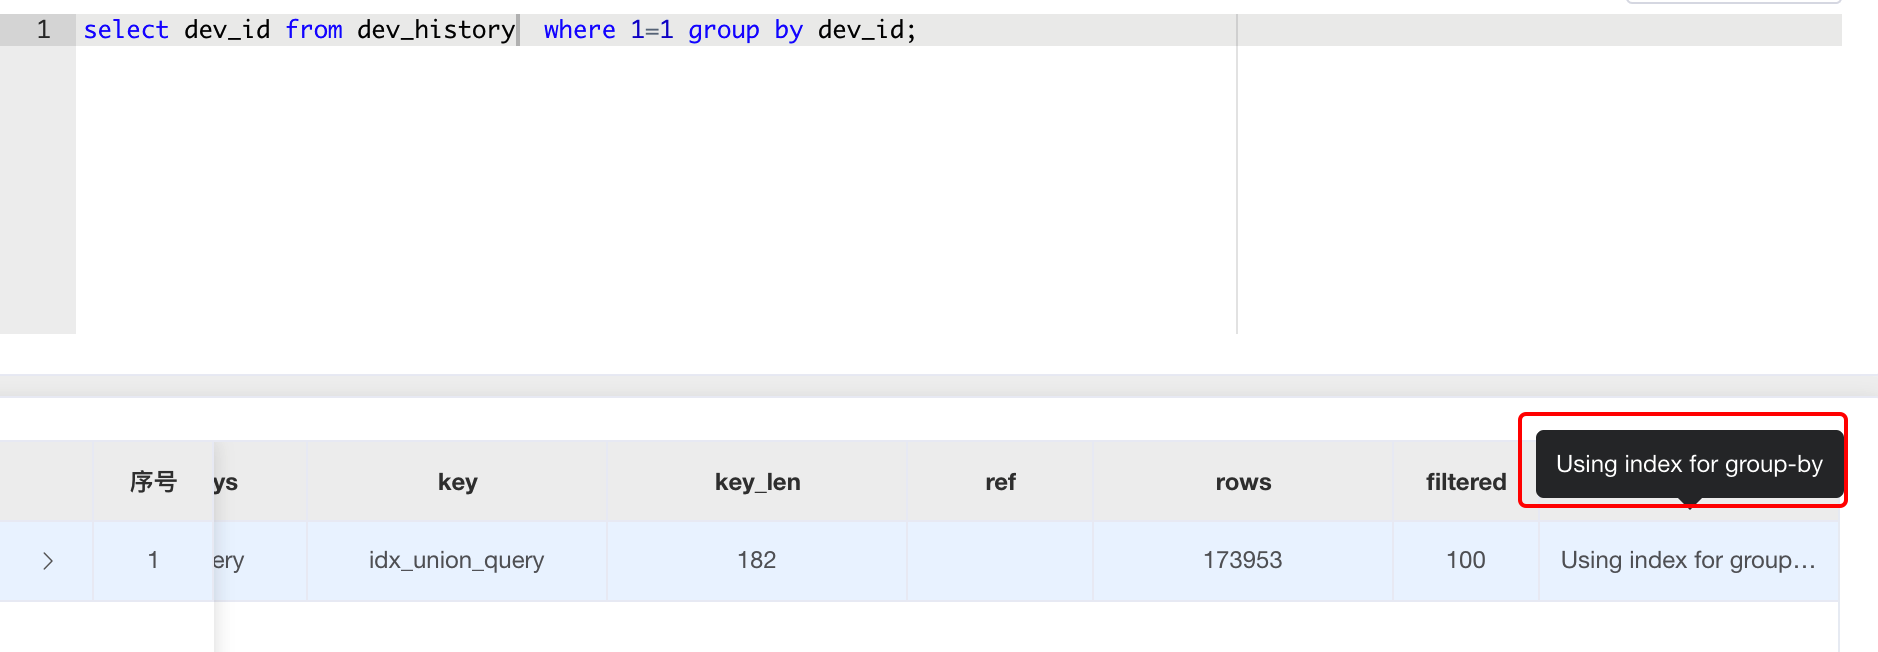 1 select dev_id from dev_history  where 1=1 group by dev_id;
Using index for group-by
序号 ys key key_len ref rows filtered
1 ery idx_union_query 182 173953 100 Using index for group...